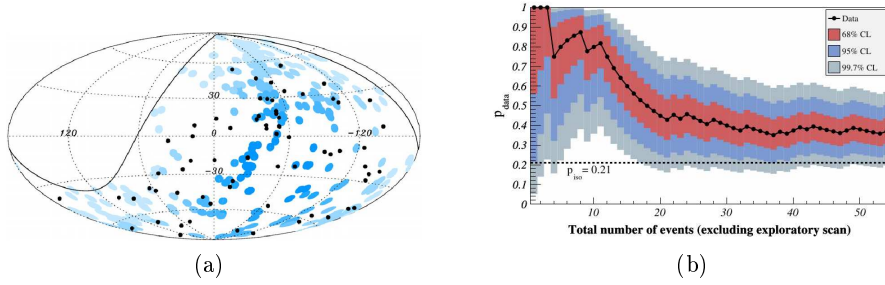 30
120
0
-120
-30
(a)
1
0.9
0.8
0.7
0.6
0.5
0.4
0.3
0.2
0.1
0
p_data
Data
68% CL
95% CL
99.7% CL
p_iso = 0.21
10 20 30 40 50
Total number of events (excluding exploratory scan)
(b)